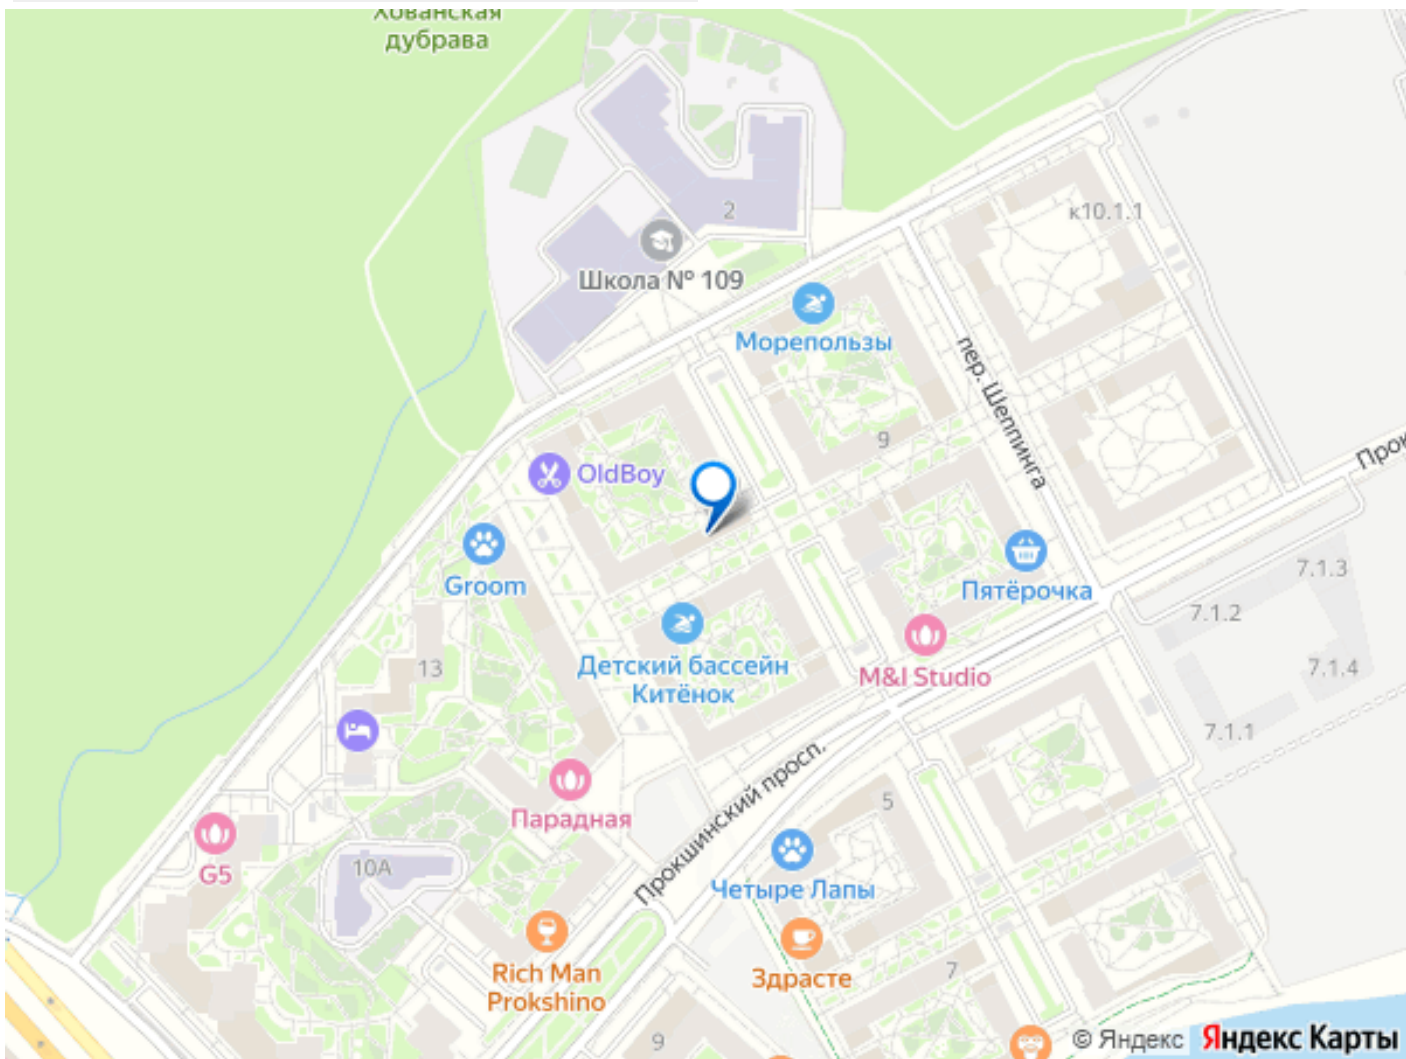 Хованская
дубрава
2
к10.1.1
Школа № 109
Морепользы
пер. Шеппинга
9
Прок
OldBoy
Groom
Пятёрочка
7.1.3
7.1.2
13
Детский бассейн
Китёнок
M&I Studio
7.1.4
7.1.1
Парадная
Прокшинский просп.
5
G5
10А
Четыре Лапы
Rich Man
Prokshino
Здрасте
7
9
© Яндекс Яндекс Карты